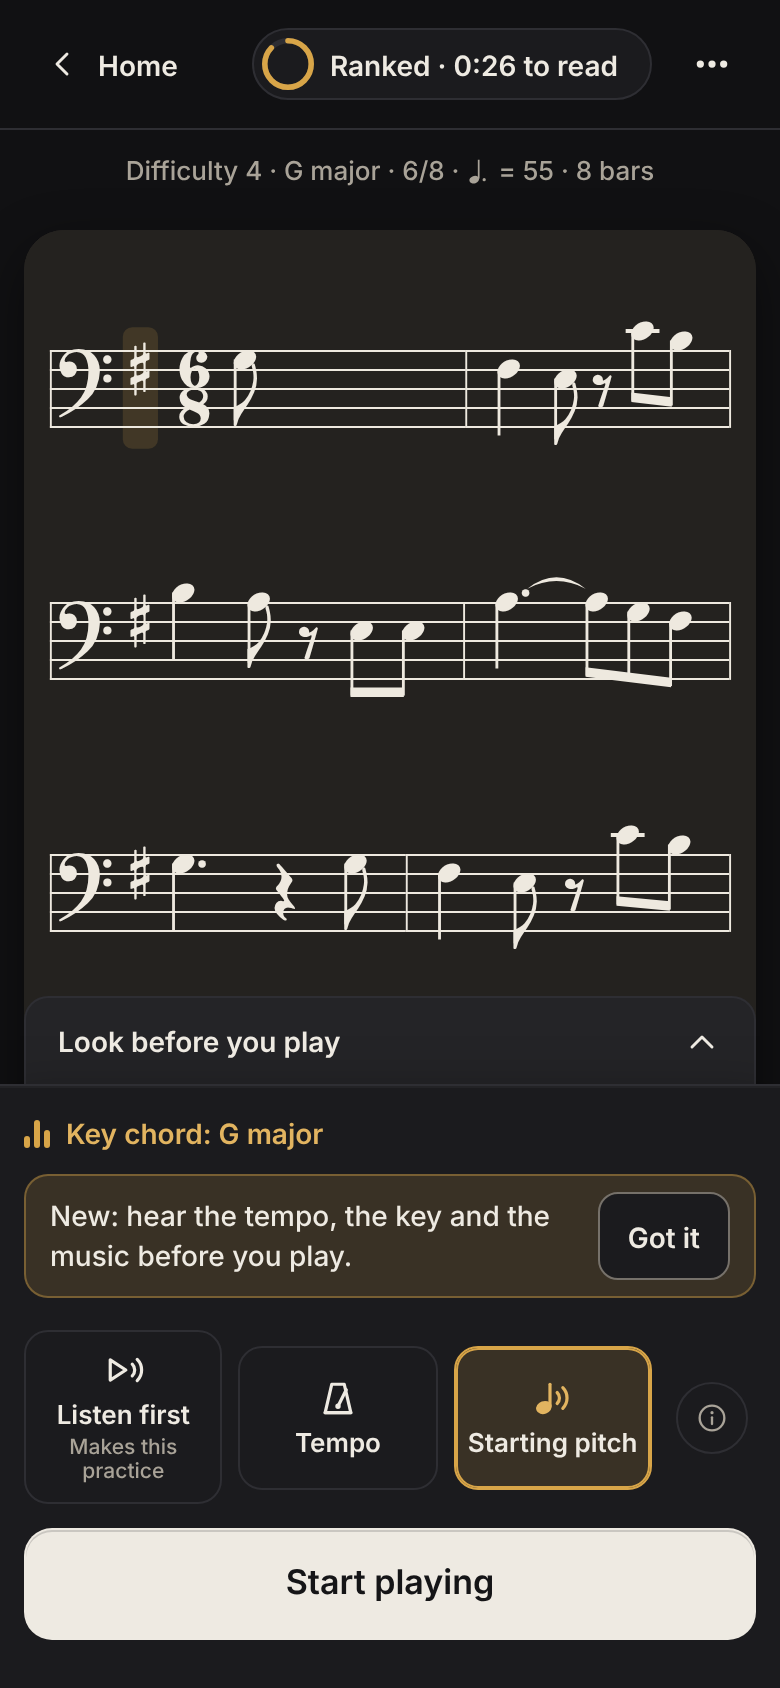 Home
Ranked · 0:26 to read
Difficulty 4 · G major · 6/8 · ♩. = 55 · 8 bars
6
8
Look before you play
Key chord: G major
New: hear the tempo, the key and the
music before you play.
Got it
Listen first
Makes this
practice
Tempo
Starting pitch
Start playing